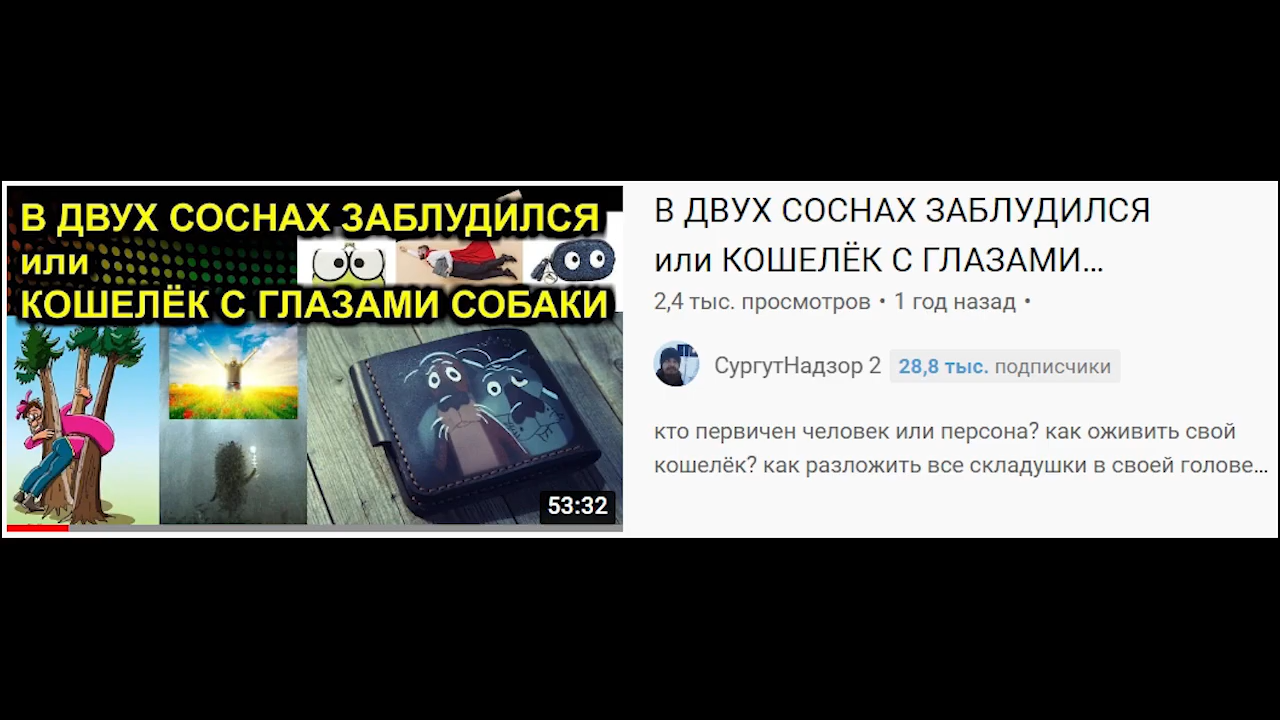 В ДВУХ СОСНАХ ЗАБЛУДИЛСЯ
или
КОШЕЛЁК С ГЛАЗАМИ СОБАКИ
53:32
В ДВУХ СОСНАХ ЗАБЛУДИЛСЯ
или КОШЕЛЁК С ГЛАЗАМИ...
2,4 тыс. просмотров • 1 год назад •
СургутНадзор 2 28,8 тыс. подписчики
кто первичен человек или персона? как оживить свой
кошелёк? как разложить все складушки в своей голове...